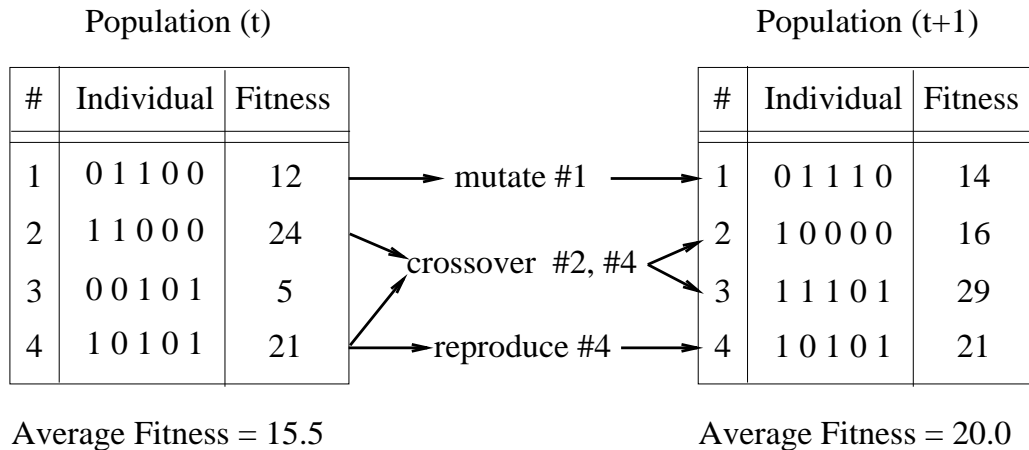 Population (t) Population (t+1)
# Individual Fitness # Individual Fitness
1 0 1 1 0 0 12 mutate #1 1 0 1 1 1 0 14
2 1 1 0 0 0 24 2 1 0 0 0 0 16
crossover #2, #4
3 0 0 1 0 1 5 3 1 1 1 0 1 29
4 1 0 1 0 1 21 reproduce #4 4 1 0 1 0 1 21
Average Fitness = 15.5 Average Fitness = 20.0